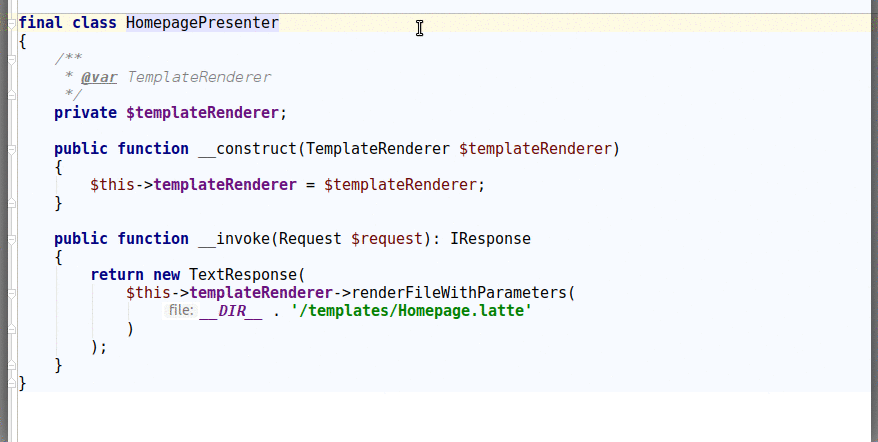 final class HomepagePresenter
{
    /**
     * @var TemplateRenderer
     */
    private $templateRenderer;

    public function __construct(TemplateRenderer $templateRenderer)
    {
        $this->templateRenderer = $templateRenderer;
    }

    public function __invoke(Request $request): IResponse
    {
        return new TextResponse(
            $this->templateRenderer->renderFileWithParameters(
                file: __DIR__ . '/templates/Homepage.latte'
            )
        );
    }
}